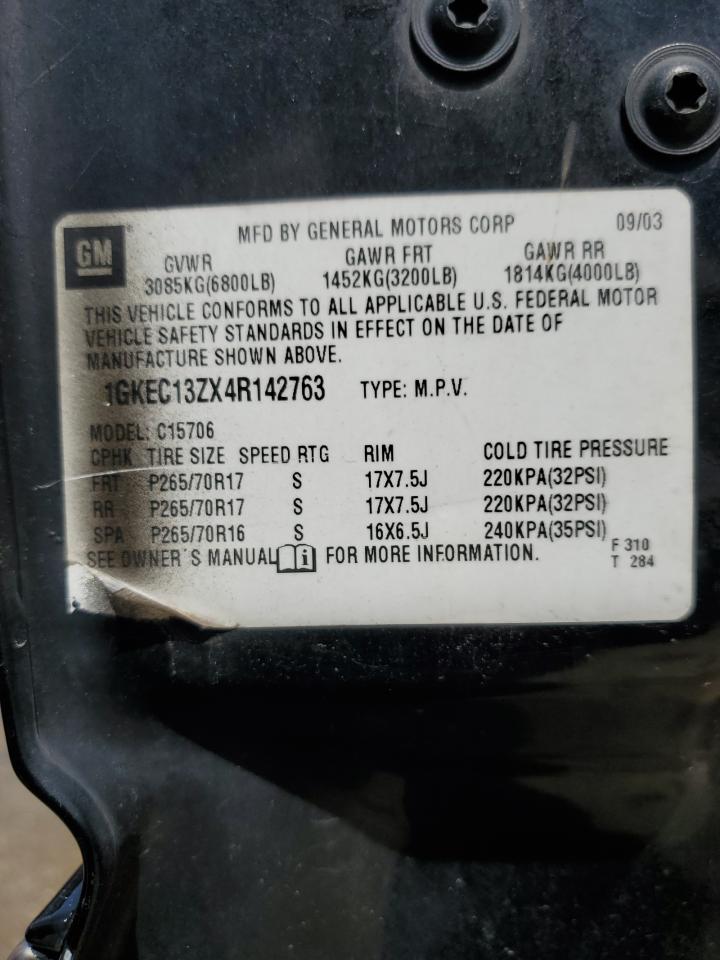 GM
MFD BY GENERAL MOTORS CORP 09/03
GVWR GAWR FRT GAWR RR
3085KG(6800LB) 1452KG(3200LB) 1814KG(4000LB)
THIS VEHICLE CONFORMS TO ALL APPLICABLE U.S. FEDERAL MOTOR
VEHICLE SAFETY STANDARDS IN EFFECT ON THE DATE OF
MANUFACTURE SHOWN ABOVE.
1GKEC13ZX4R142763 TYPE: M.P.V.
MODEL: C15706
CPHK TIRE SIZE SPEED RTG RIM COLD TIRE PRESSURE
FRT P265/70R17 S 17X7.5J 220KPA(32PSI)
RR P265/70R17 S 17X7.5J 220KPA(32PSI)
SPA P265/70R16 S 16X6.5J 240KPA(35PSI)
SEE OWNER'S MANUAL i FOR MORE INFORMATION.
F 310
T 284